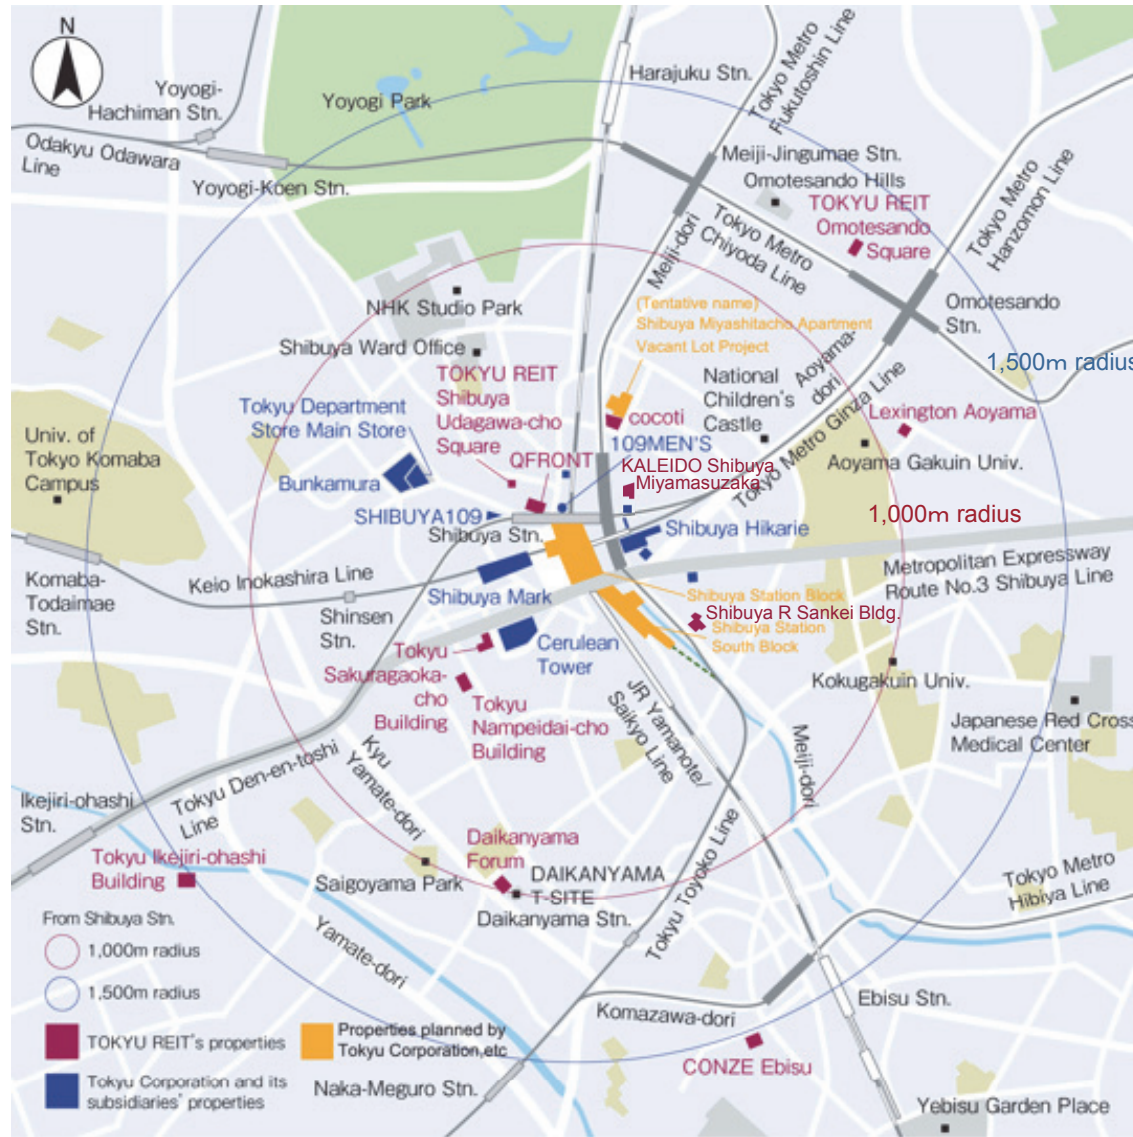 N
Yoyogi-
Hachiman Stn.
Odakyu Odawara
Line
Yoyogi-Koen Stn.
Yoyogi Park
Harajuku Stn.
Tokyo Metro
Fukutoshin Line
Meiji-Jingumae Stn.
Omotesando Hills
TOKYU REIT
Omotesando
Square
Tokyo Metro
Chiyoda Line
Tokyo Metro
Hanzomon Line
Meiji-dori
Omotesando
Stn.
1,500m radius
NHK Studio Park
Shibuya Ward Office
(Tentative name)
Shibuya Miyashitacho Apartment
Vacant Lot Project
Aoyama-
dori
National
Children's
Castle
Tokyo Metro Ginza Line
Lexington Aoyama
Aoyama Gakuin Univ.
TOKYU REIT
Shibuya
Udagawa-cho
Square
Tokyu Department
Store Main Store
Bunkamura
Univ. of
Tokyo Komaba
Campus
QFRONT
cocoti
109MEN'S
KALEIDO Shibuya
Miyamasuzaka
1,000m radius
SHIBUYA109
Shibuya Stn.
Shibuya Hikarie
Metropolitan Expressway
Route No.3 Shibuya Line
Keio Inokashira Line
Komaba-
Todaimae
Stn.
Shinsen
Stn.
Shibuya Mark
Shibuya Station Block
Shibuya R Sankei Bldg.
Shibuya Station
South Block
Cerulean
Tower
Tokyu
Sakuragaoka-
cho
Building
Tokyu
Nampeidai-cho
Building
JR Yamanote/
Saikyo Line
Kokugakuin Univ.
Japanese Red Cross
Medical Center
Meiji-dori
Kyu
Yamate-dori
Tokyu Den-en-toshi
Line
Ikejiri-ohashi
Stn.
Tokyu Ikejiri-ohashi
Building
Daikanyama
Forum
Saigoyama Park
DAIKANYAMA
T-SITE
Daikanyama Stn.
Tokyu Toyoko Line
Tokyo Metro
Hibiya Line
Yamate-dori
Komazawa-dori
Ebisu Stn.
CONZE Ebisu
Naka-Meguro Stn.
Yebisu Garden Place
From Shibuya Stn.
1,000m radius
1,500m radius
TOKYU REIT's properties
Properties planned by
Tokyu Corporation,etc
Tokyu Corporation and its
subsidiaries' properties